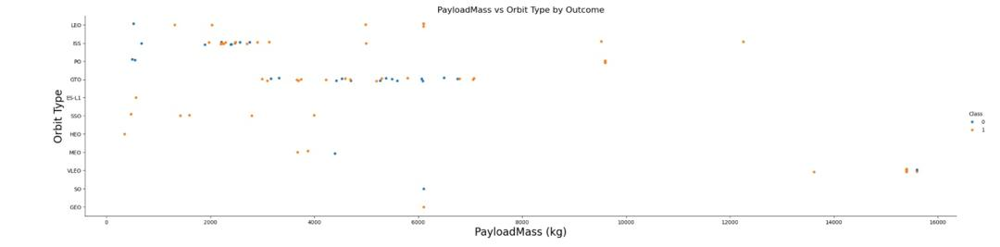 PayloadMass vs Orbit Type by Outcome
Orbit Type
LEO
ISS
PO
GTO
ES-L1
SSO
HEO
MEO
VLEO
SO
GEO
0 2000 4000 6000 8000 10000 12000 14000 16000
PayloadMass (kg)
Class
0
1